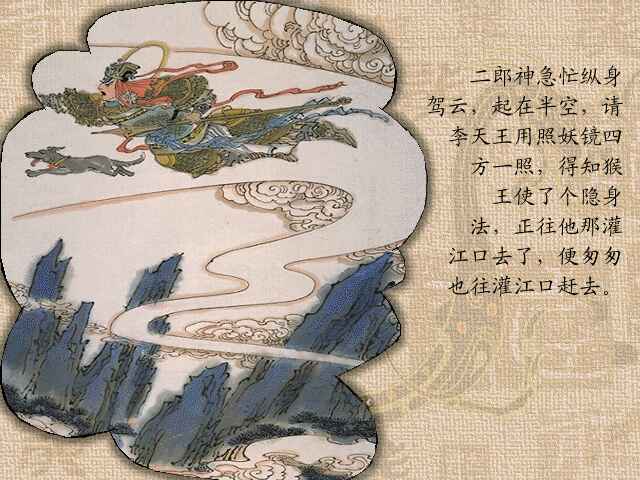 二郎神急忙纵身
驾云，起在半空，请
李天王用照妖镜四
方一照，得知猴
王使了个隐身
法，正往他那灌
江口去了，便匆匆
也往灌江口赶去。